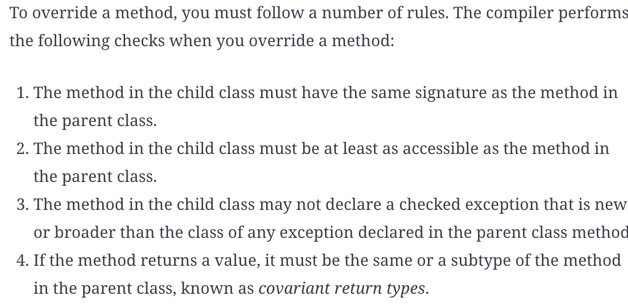 To override a method, you must follow a number of rules. The compiler performs
the following checks when you override a method:
1. The method in the child class must have the same signature as the method in
the parent class.
2. The method in the child class must be at least as accessible as the method in
the parent class.
3. The method in the child class may not declare a checked exception that is new
or broader than the class of any exception declared in the parent class method
4. If the method returns a value, it must be the same or a subtype of the method
in the parent class, known as covariant return types.